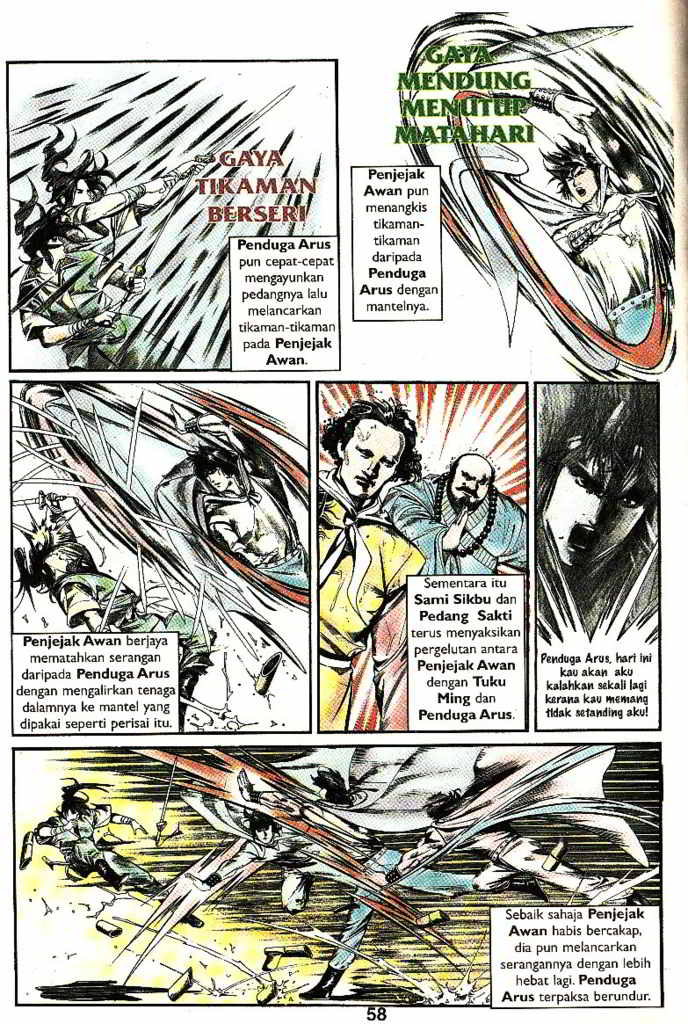 GAYA
TIKAMAN
BERSERI
Penduga Arus
pun cepat-cepat
mengayunkan
pedangnya lalu
melancarkan
tikaman-tikaman
pada Penjejak
Awan.
GAYA
MENDUNG
MENUTUP
MATAHARI
Penjejak
Awan pun
menangkis
tikaman-
tikaman
daripada
Penduga
Arus dengan
mantelnya.
Penjejak Awan berjaya
mematahkan serangan
daripada Penduga Arus
dengan mengalirkan tenaga
dalamnya ke mantel yang
dipakai seperti perisai itu.
Sementara itu
Sami Sikbu dan
Pedang Sakti
terus menyaksikan
pergelutan antara
Penjejak Awan
dengan Tuku
Ming dan
Penduga Arus.
Penduga Arus, hari ini
kau akan aku
kalahkan sekali lagi
kerana kau memang
tidak setanding aku!
Sebaik sahaja Penjejak
Awan habis bercakap,
dia pun melancarkan
serangannya dengan lebih
hebat lagi. Penduga
Arus terpaksa berundur.
58